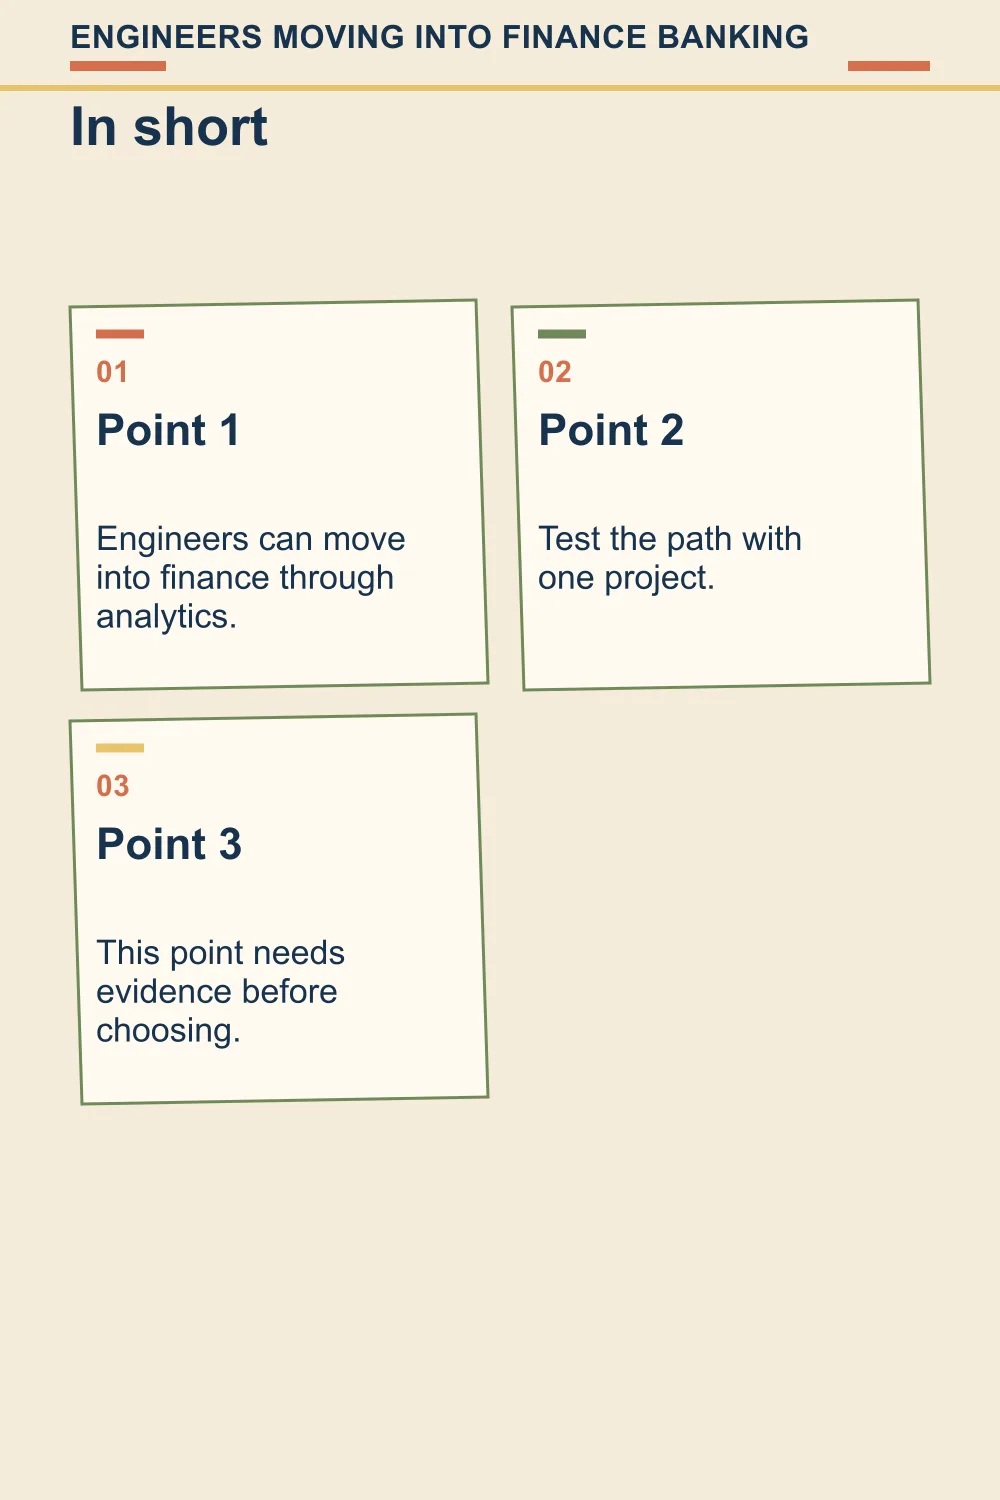 ENGINEERS MOVING INTO FINANCE BANKING
In short
01
Point 1
Engineers can move
into finance through
analytics.
02
Point 2
Test the path with
one project.
03
Point 3
This point needs
evidence before
choosing.